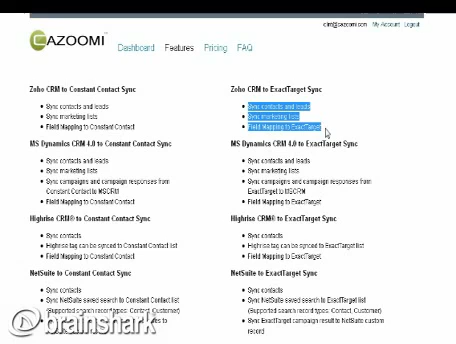 clint@cazoomi.com My Account Logout
CAZOOMI
Dashboard Features Pricing FAQ
Zoho CRM to Constant Contact Sync
Sync contacts and leads
Sync marketing lists
Field Mapping to Constant Contact
MS Dynamics CRM 4.0 to Constant Contact Sync
Sync contacts and leads
Sync marketing lists
Sync campaigns and campaign responses from
Constant Contact to MSCRM
Field Mapping to Constant Contact
Highrise CRM® to Constant Contact Sync
Sync contacts
Highrise tag can be synced to Constant Contact list
Field Mapping to Constant Contact
NetSuite to Constant Contact Sync
Sync contacts
Sync NetSuite saved search to Constant Contact list
(Supported search record types: Contact, Customer)
Zoho CRM to ExactTarget Sync
Sync contacts and leads
Sync marketing lists
Field Mapping to ExactTarget
MS Dynamics CRM 4.0 to ExactTarget Sync
Sync contacts and leads
Sync marketing lists
Sync campaigns and campaign responses from
ExactTarget to MSCRM
Field Mapping to ExactTarget
Highrise CRM® to ExactTarget Sync
Sync contacts
Highrise tag can be synced to ExactTarget list
Field Mapping to ExactTarget
NetSuite to ExactTarget Sync
Sync contacts
Sync NetSuite saved search to ExactTarget list
(Supported search record types: Contact, Customer)
Sync ExactTarget campaign result to NetSuite custom
record
brainshark